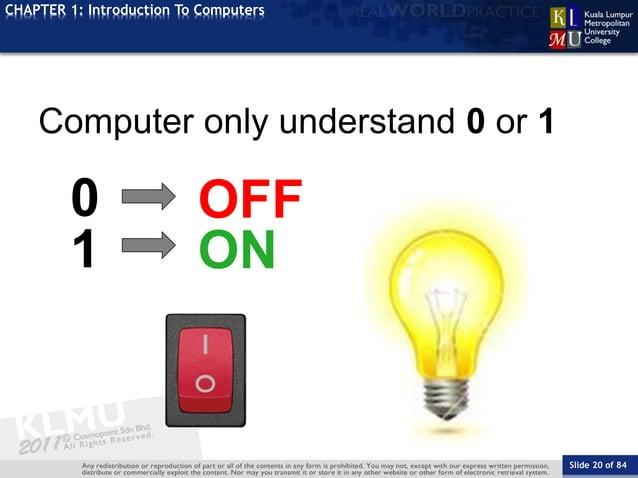 CHAPTER 1: Introduction To Computers
REALWORLDPRACTICE
KL
MU
Kuala Lumpur
Metropolitan
University
College
Computer only understand 0 or 1
0 OFF
1 ON
I
O
KLMU
2011 © Cosmopoint Sdn Bhd.
All Rights Reserved.
Any redistribution or reproduction of part or all of the contents in any form is prohibited. You may not, except with our express written permission,
distribute or commercially exploit the content. Nor may you transmit it or store it in any other website or other form of electronic retrieval system.
Slide 20 of 84